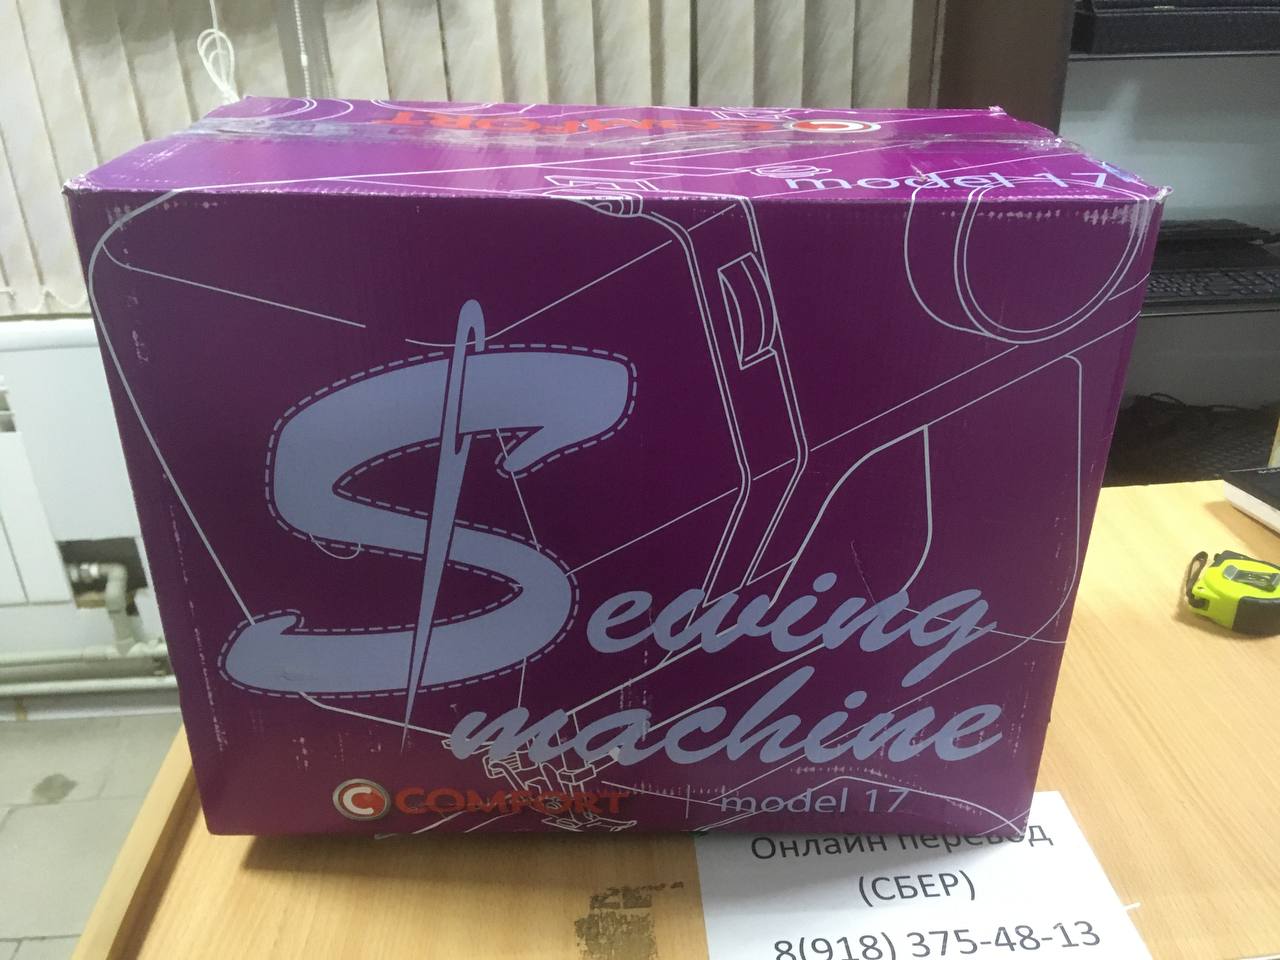 COMFORT
model 17
Sewing
machine
C COMFORT | model 17
Онлайн перевод
(СБЕР)
8(918) 375-48-13